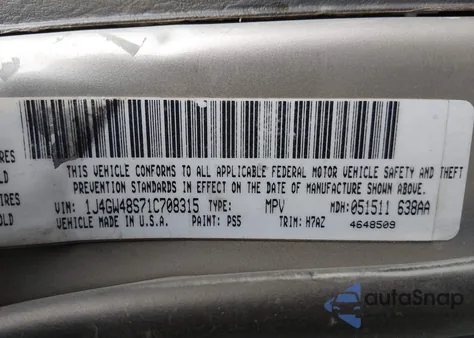 THIS VEHICLE CONFORMS TO ALL APPLICABLE FEDERAL MOTOR VEHICLE SAFETY AND THEFT
PREVENTION STANDARDS IN EFFECT ON THE DATE OF MANUFACTURE SHOWN ABOVE.
VIN: 1J4GW48S71C708315 TYPE: MPV MDH: 051511 638AA
VEHICLE MADE IN U.S.A. PAINT: PS5 TRIM: H7AZ 4648509
autoSnap